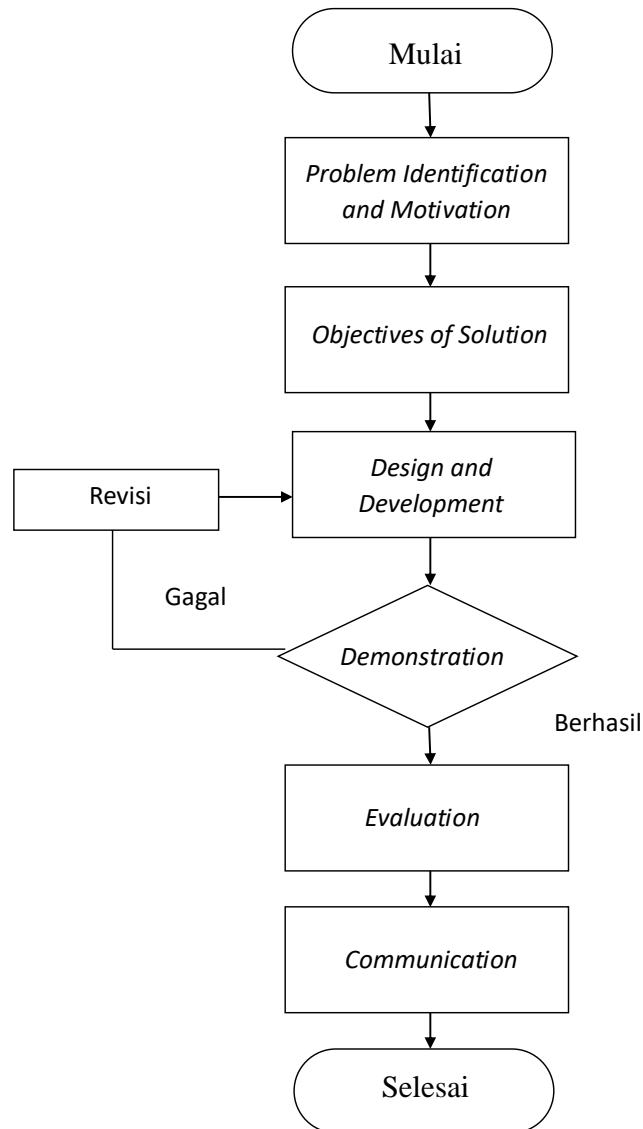 Mulai
Problem Identification
and Motivation
Objectives of Solution
Design and
Development
Revisi
Gagal
Demonstration
Berhasil
Evaluation
Communication
Selesai